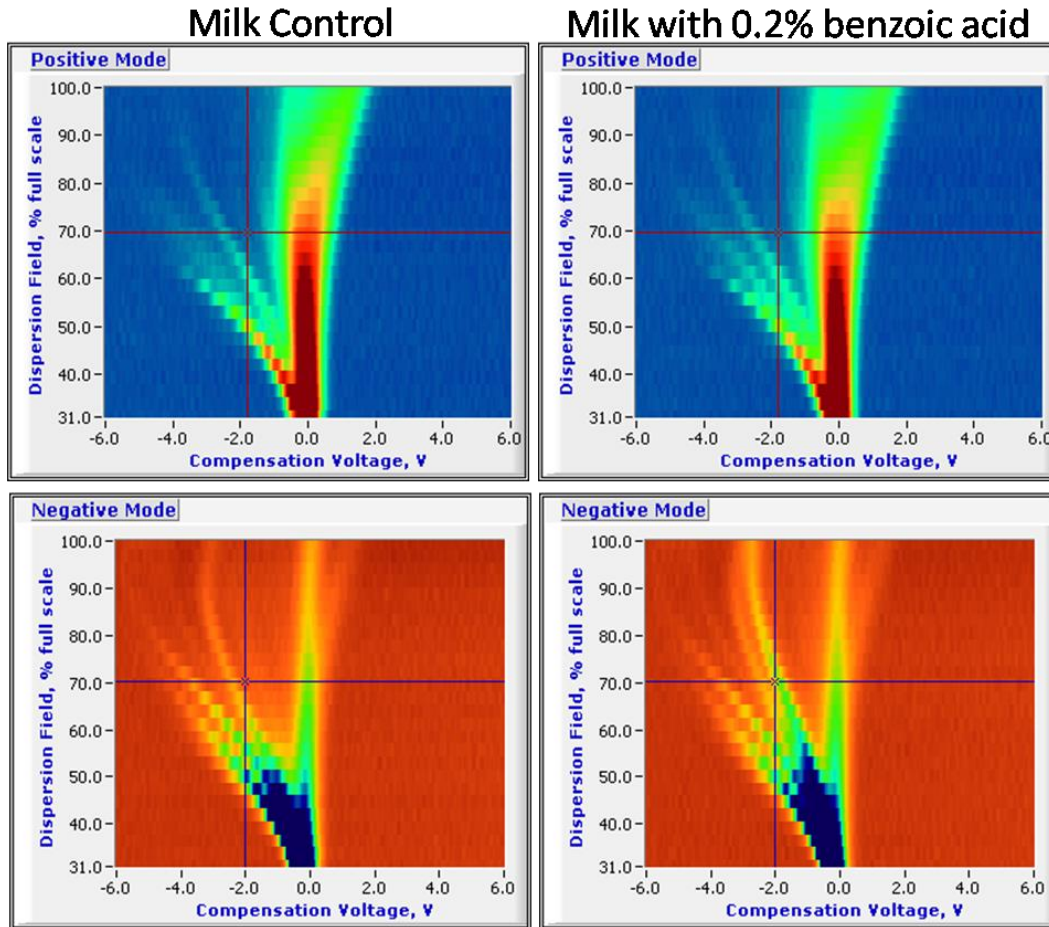 Milk Control
Milk with 0.2% benzoic acid
Positive Mode
100.0
90.0
80.0
70.0
60.0
50.0
40.0
31.0
Dispersion Field, % full scale
-6.0 -4.0 -2.0 0.0 2.0 4.0 6.0
Compensation Voltage, V
Positive Mode
100.0
90.0
80.0
70.0
60.0
50.0
40.0
31.0
Dispersion Field, % full scale
-6.0 -4.0 -2.0 0.0 2.0 4.0 6.0
Compensation Voltage, V
Negative Mode
100.0
90.0
80.0
70.0
60.0
50.0
40.0
31.0
Dispersion Field, % full scale
-6.0 -4.0 -2.0 0.0 2.0 4.0 6.0
Compensation Voltage, V
Negative Mode
100.0
90.0
80.0
70.0
60.0
50.0
40.0
31.0
Dispersion Field, % full scale
-6.0 -4.0 -2.0 0.0 2.0 4.0 6.0
Compensation Voltage, V